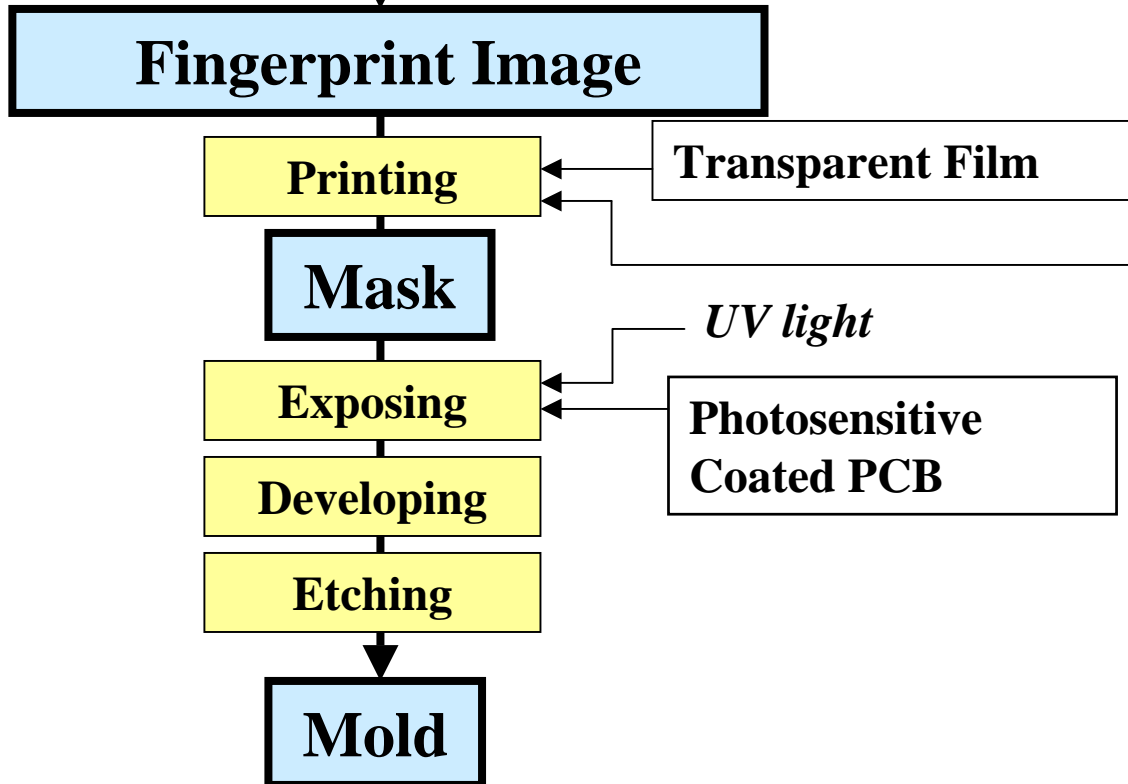 Fingerprint Image
Printing
Transparent Film
Mask
UV light
Exposing
Photosensitive
Coated PCB
Developing
Etching
Mold